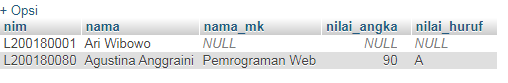 + Opsi
nim nama nama_mk nilai_angka nilai_huruf
L200180001 Ari Wibowo NULL NULL NULL
L200180080 Agustina Anggraini Pemrograman Web 90 A